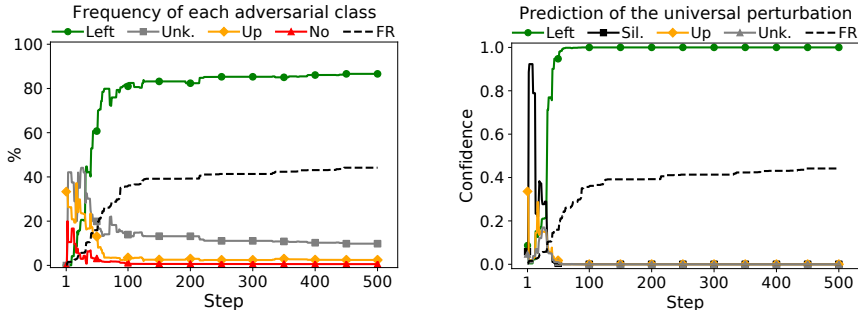 Frequency of each adversarial class
Left Unk. Up No FR
100
80
60
40
20
0
%
1 100 200 300 400 500
Step
Prediction of the universal perturbation
Left Sil. Up Unk. FR
1.0
0.8
0.6
0.4
0.2
0.0
Confidence
1 100 200 300 400 500
Step